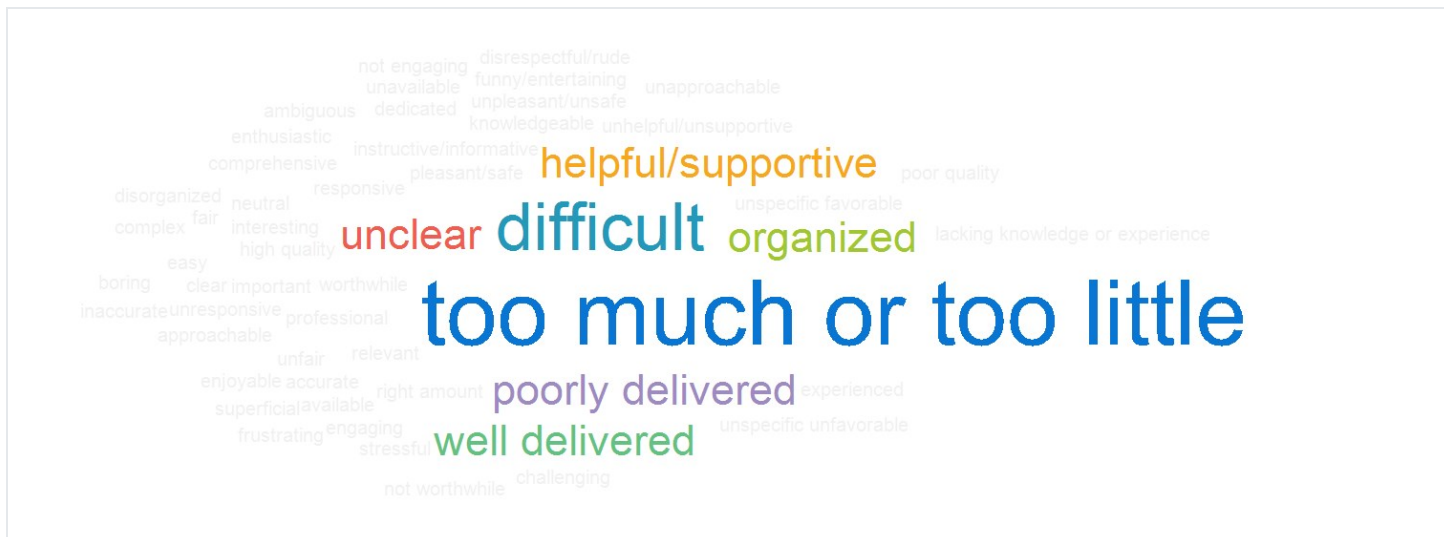 disrespectful/rude
not engaging
funny/entertaining
unavailable
unapproachable
unpleasant/unsafe
ambiguous dedicated
knowledgeable unhelpful/unsupportive
enthusiastic
instructive/informative
comprehensive
helpful/supportive
pleasant/safe
poor quality
responsive
disorganized
neutral
unspecific favorable
fair
complex
interesting
unclear
difficult
organized
lacking knowledge or experience
high quality
easy
boring
clear important worthwhile
inaccurate unresponsive
professional
too much or too little
approachable
relevant
unfair
enjoyable accurate
right amount
poorly delivered
experienced
superficial available
engaging
unspecific unfavorable
frustrating
well delivered
stressful
challenging
not worthwhile